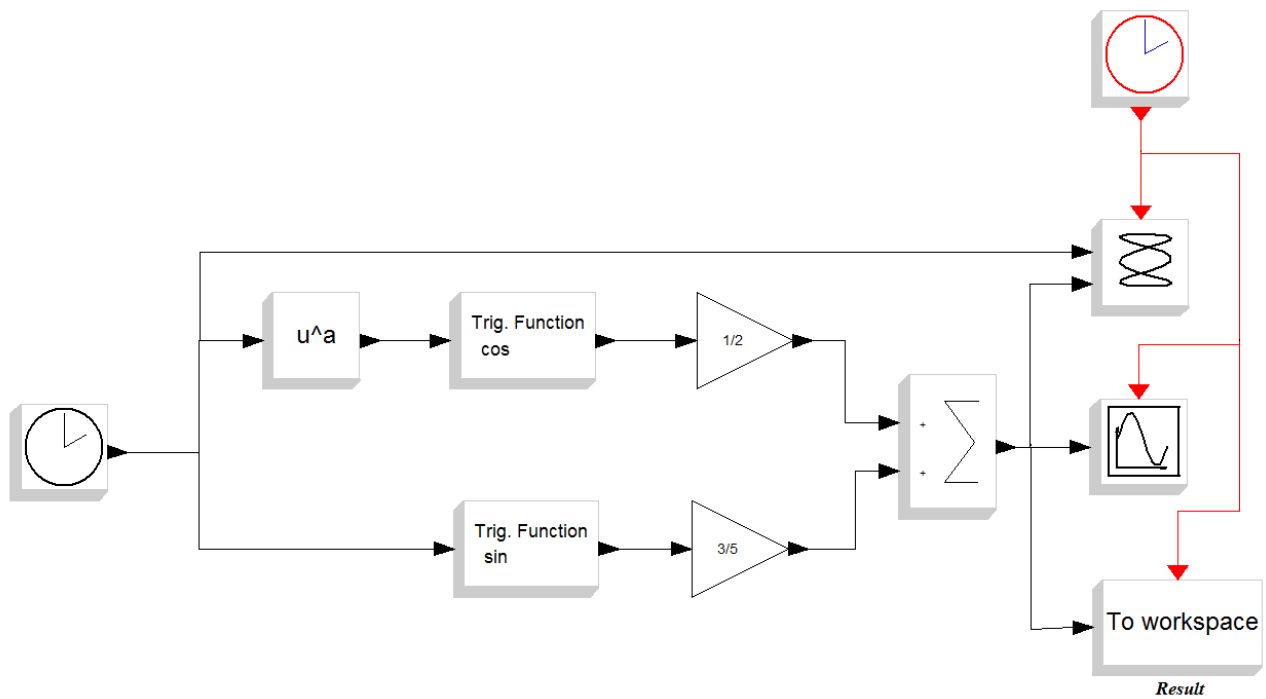 u^a
Trig. Function
cos
1/2
+
+
Trig. Function
sin
3/5
To workspace
Result